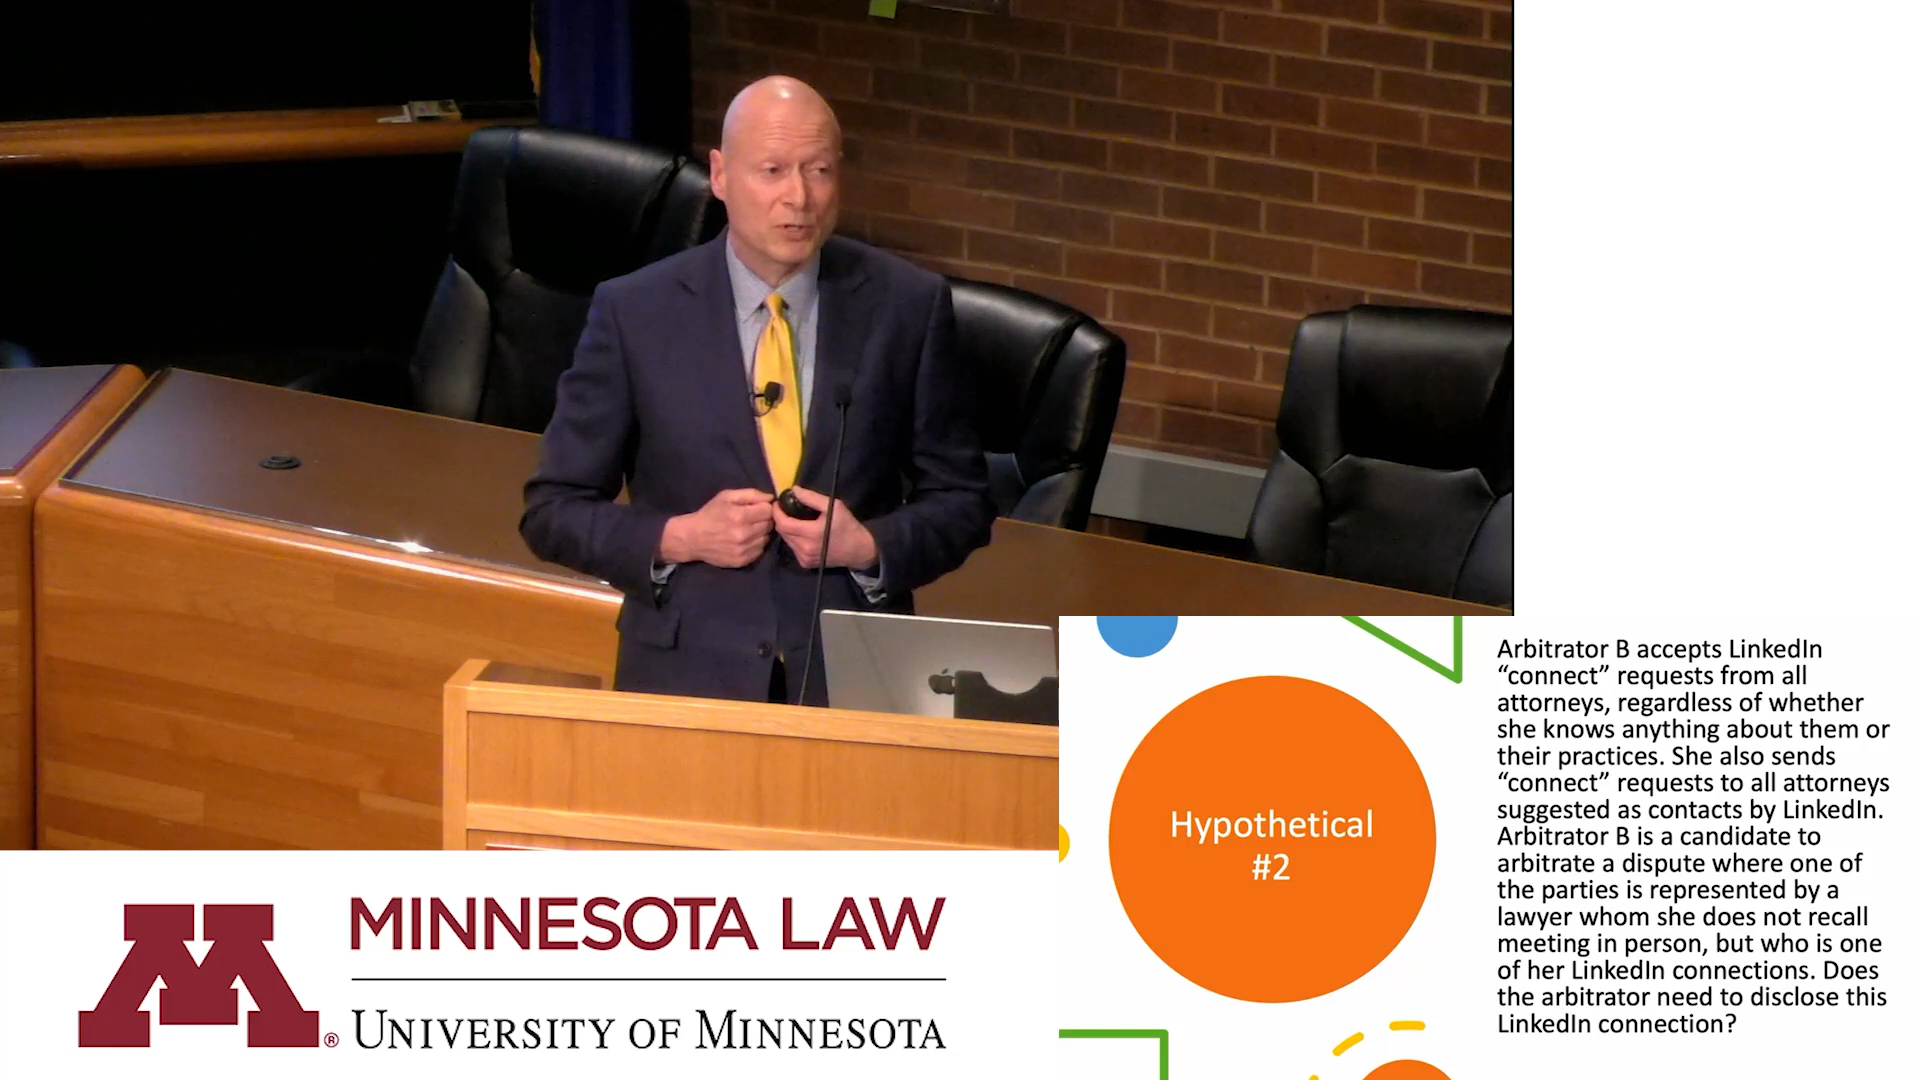 MINNESOTA LAW
UNIVERSITY OF MINNESOTA
®
Hypothetical
#2
Arbitrator B accepts LinkedIn
“connect” requests from all
attorneys, regardless of whether
she knows anything about them or
their practices. She also sends
“connect” requests to all attorneys
suggested as contacts by LinkedIn.
Arbitrator B is a candidate to
arbitrate a dispute where one of
the parties is represented by a
lawyer whom she does not recall
meeting in person, but who is one
of her LinkedIn connections. Does
the arbitrator need to disclose this
LinkedIn connection?